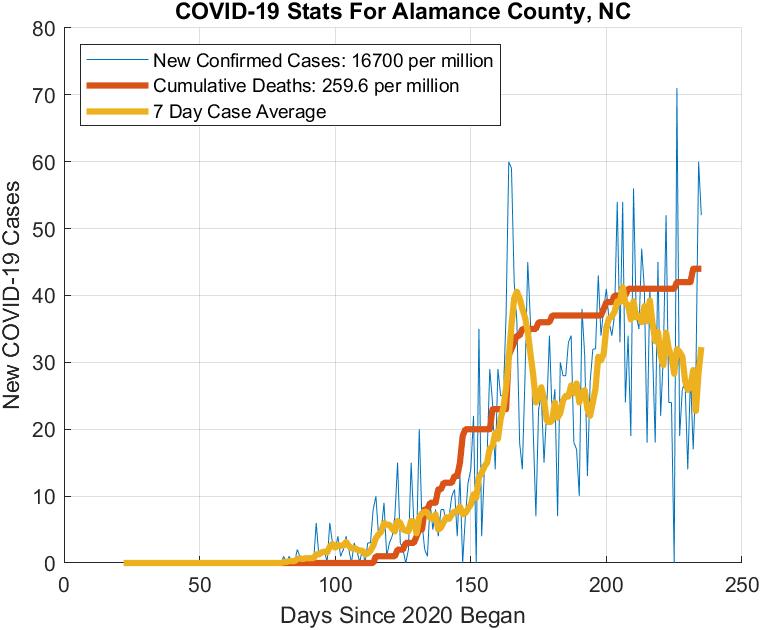 COVID-19 Stats For Alamance County, NC
New Confirmed Cases: 16700 per million
Cumulative Deaths: 259.6 per million
7 Day Case Average
New COVID-19 Cases
80
70
60
50
40
30
20
10
0
0 50 100 150 200 250
Days Since 2020 Began